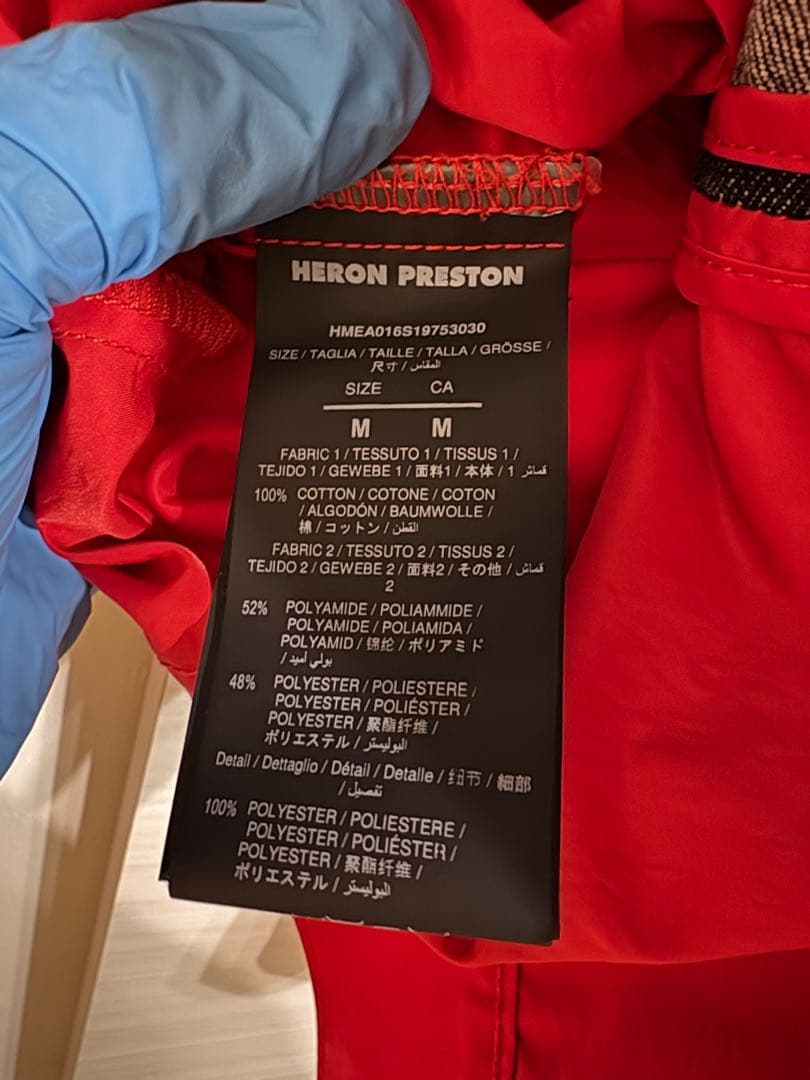 HERON PRESTON
HMEA016S19753030
SIZE / TAGLIA / TAILLE / TALLA / GRÖSSE /
尺寸 / المقاس
SIZE CA
M M
FABRIC 1 / TESSUTO 1 / TISSUS 1 /
TEJIDO 1 / GEWEBE 1 / 面料1 / 本体 / قماش 1
100% COTTON / COTONE / COTON
/ ALGODÓN / BAUMWOLLE /
棉 / コットン / القطن
FABRIC 2 / TESSUTO 2 / TISSUS 2 /
TEJIDO 2 / GEWEBE 2 / 面料2 / その他 / قماش
2
52% POLYAMIDE / POLIAMMIDE /
POLYAMIDE / POLIAMIDA /
POLYAMID / 锦纶 / ポリアミド
/ بولي أميد
48% POLYESTER / POLIESTERE /
POLYESTER / POLIÉSTER /
POLYESTER / 聚酯纤维 /
ポリエステル / البوليستر
Detail / Dettaglio / Détail / Detalle / 纽节 / 細部
/ تفصيل
100% POLYESTER / POLIESTERE /
POLYESTER / POLIÉSTER /
POLYESTER / 聚酯纤维 /
ポリエステル / البوليستر